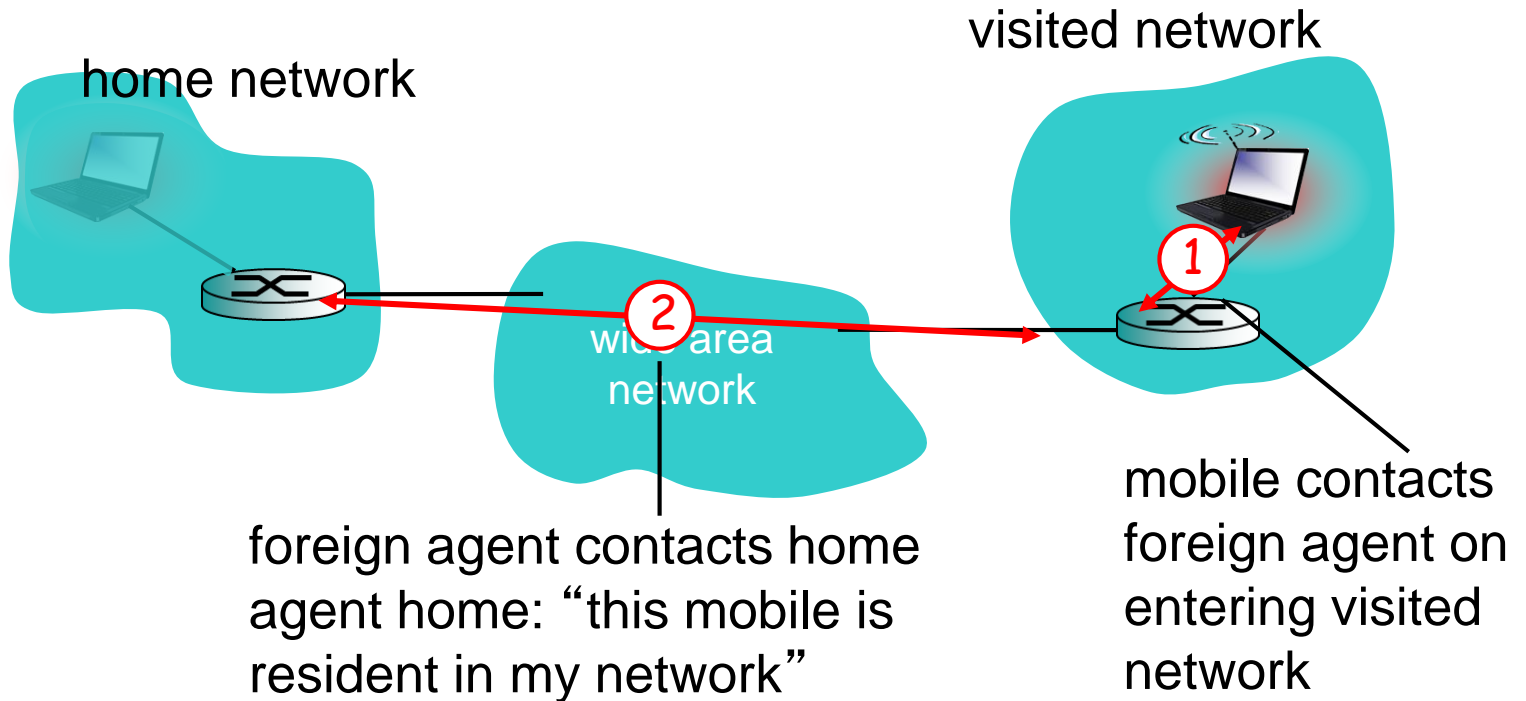 visited network
home network
1
2
wide area
network
foreign agent contacts home
agent home: “this mobile is
resident in my network”
mobile contacts
foreign agent on
entering visited
network